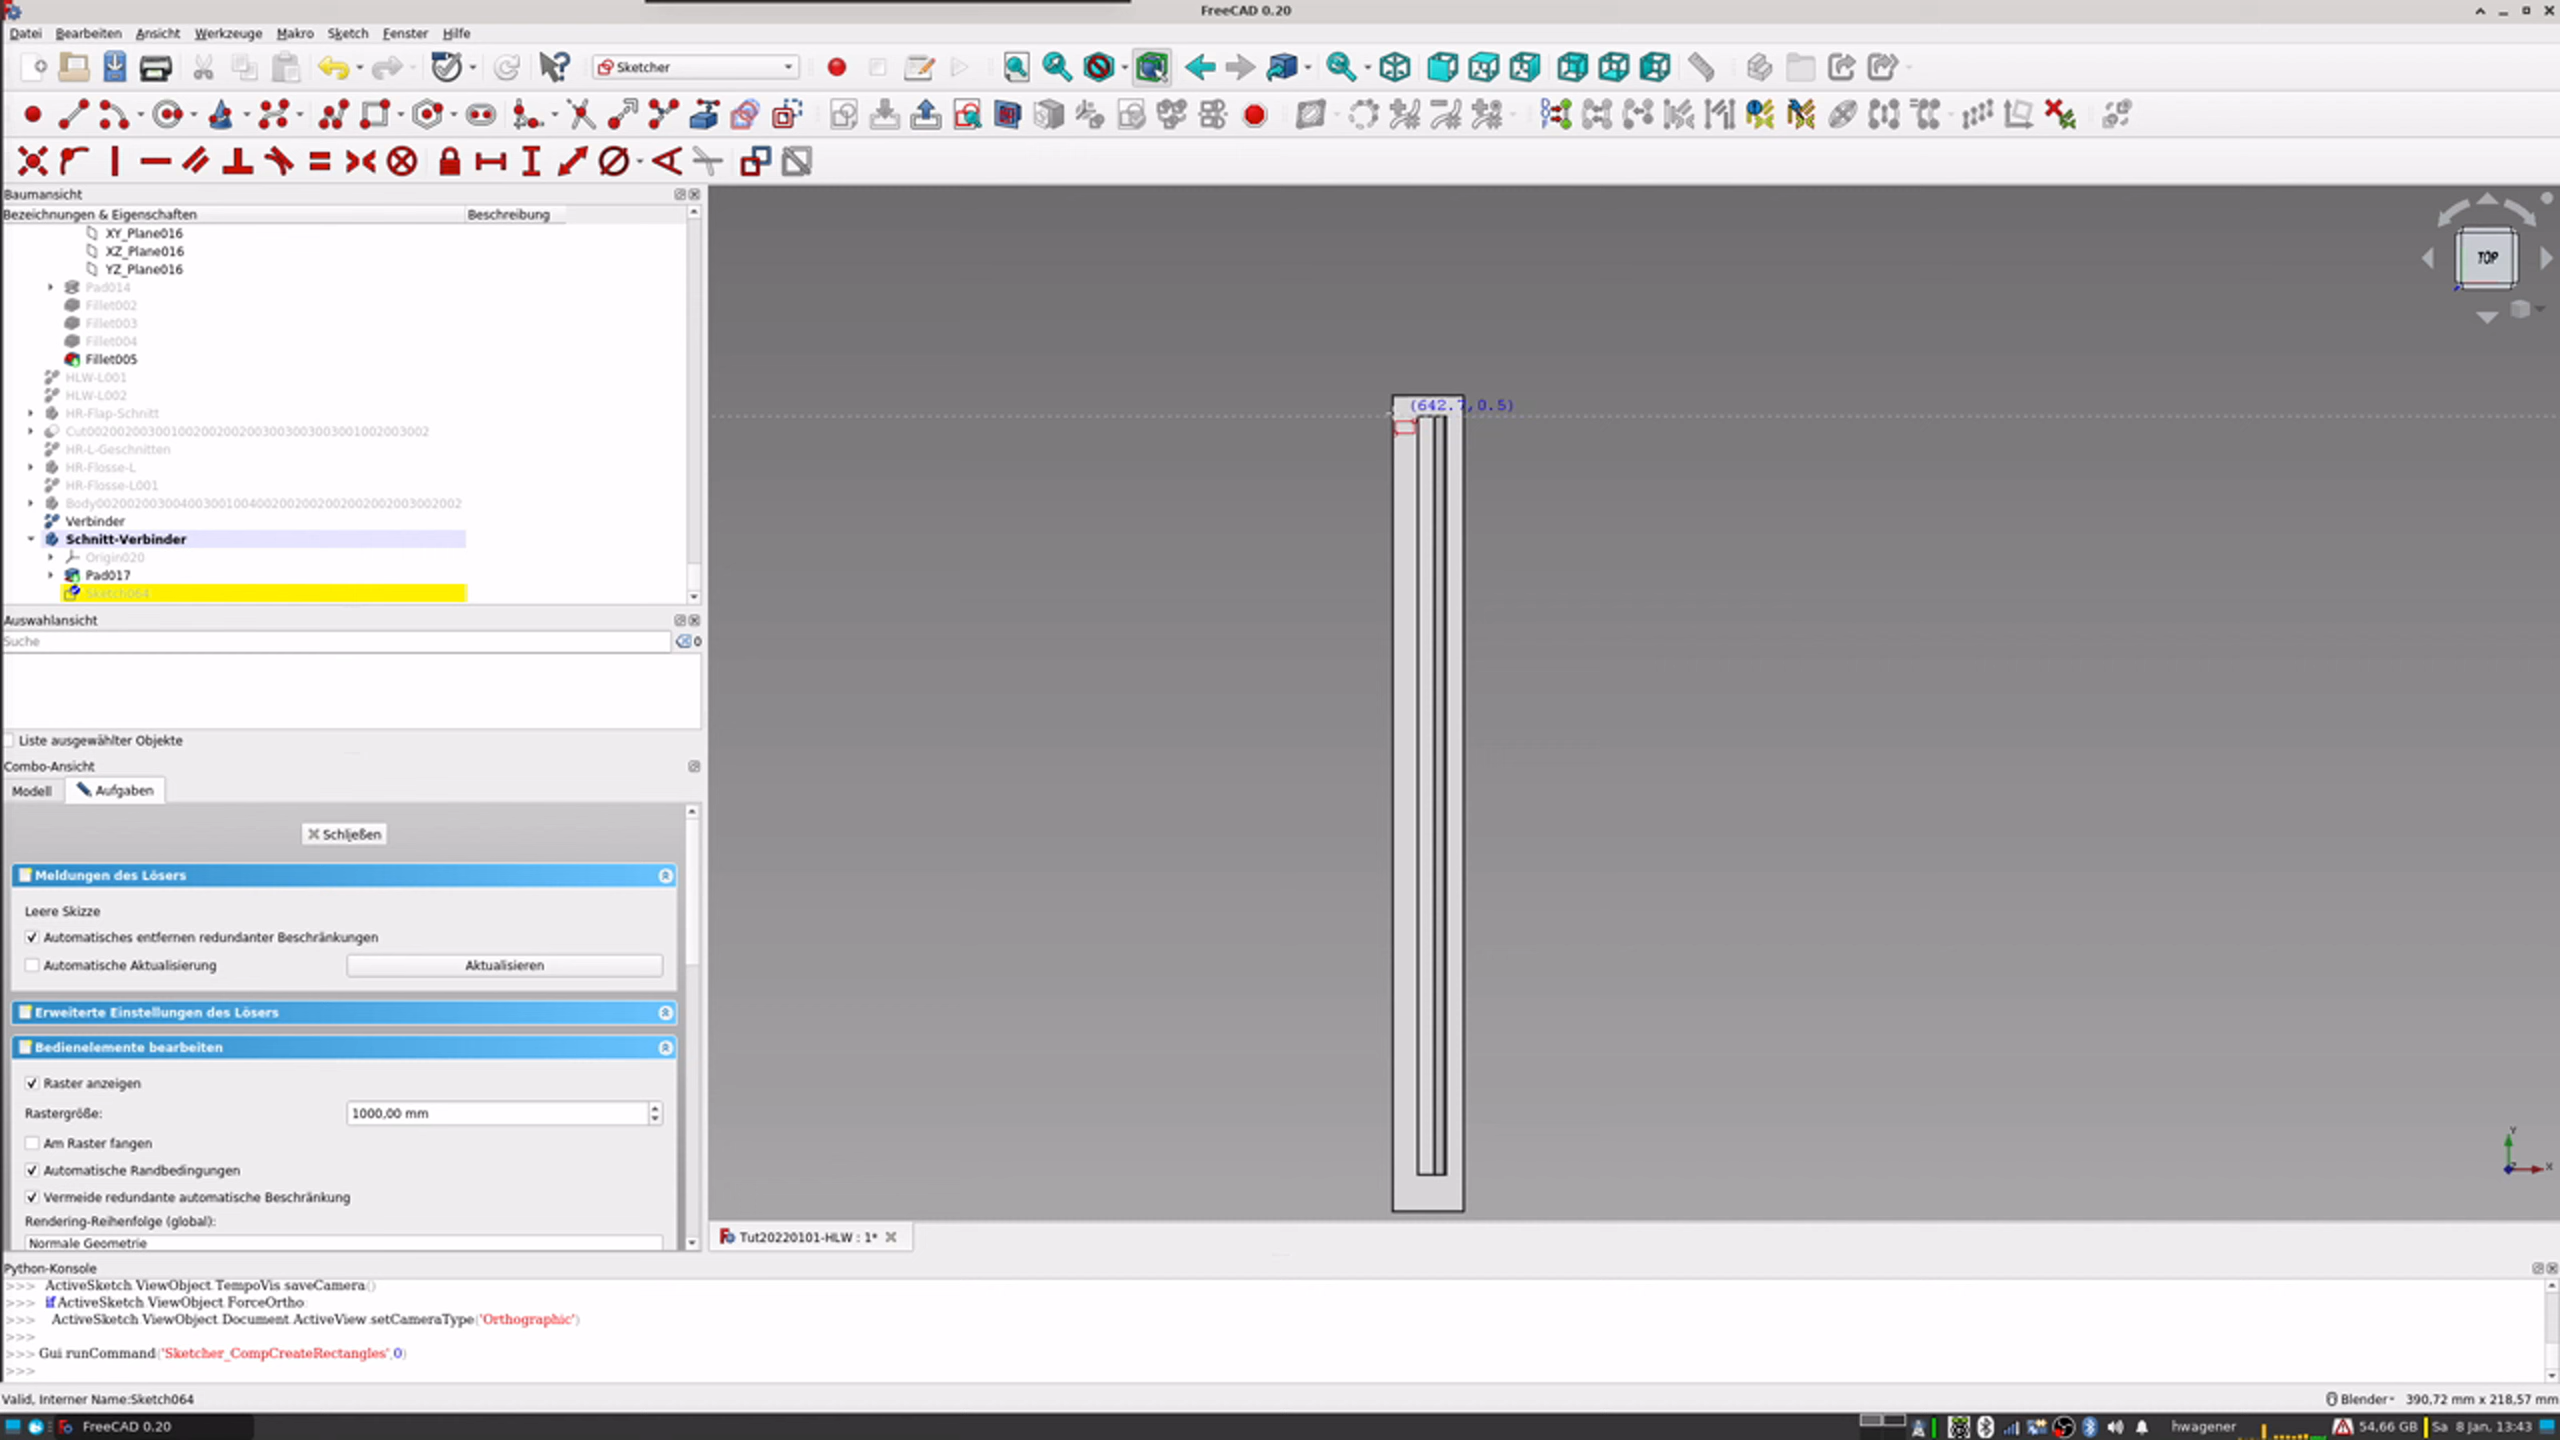 FreeCAD 0.20
Datei Bearbeiten Ansicht Werkzeuge Makro Sketch Fenster Hilfe
Sketcher
Baumansicht
Bezeichnungen & Eigenschaften Beschreibung
XY_Plane016
XZ_Plane016
YZ_Plane016
Pad014
Fillet002
Fillet003
Fillet004
Fillet005
HLW-L001
HLW-L002
HR-Flap-Schnitt
HR-L-Geschnitten
HR-Flosse-L
HR-Flosse-L001
Verbinder
Schnitt-Verbinder
Origin020
Pad017
Sketch064
Auswahlansicht
Suche
0
Liste ausgewählter Objekte
Combo-Ansicht
Modell Aufgaben
Schließen
Meldungen des Lösers
Leere Skizze
Automatisches entfernen redundanter Beschränkungen
Automatische Aktualisierung Aktualisieren
Erweiterte Einstellungen des Lösers
Bedienelemente bearbeiten
Raster anzeigen
Rastergröße: 1000,00 mm
Am Raster fangen
Automatische Randbedingungen
Vermeide redundante automatische Beschränkung
Rendering-Reihenfolge (global):
Normale Geometrie
(642.7,0.5)
TOP
Y
X
Tut20220101-HLW : 1*
Python-Konsole
>>> ActiveSketch.ViewObject.TempoVis.saveCamera()
>>> if ActiveSketch.ViewObject.ForceOrtho:
>>> ActiveSketch.ViewObject.Document.ActiveView.setCameraType('Orthographic')
>>>
>>> Gui.runCommand('Sketcher_CompCreateRectangles',0)
>>>
Valid, Interner Name:Sketch064
Blender 390,72 mm x 218,57 mm
FreeCAD 0.20
hwagener 54,66 GB Sa 8 Jan, 13:43